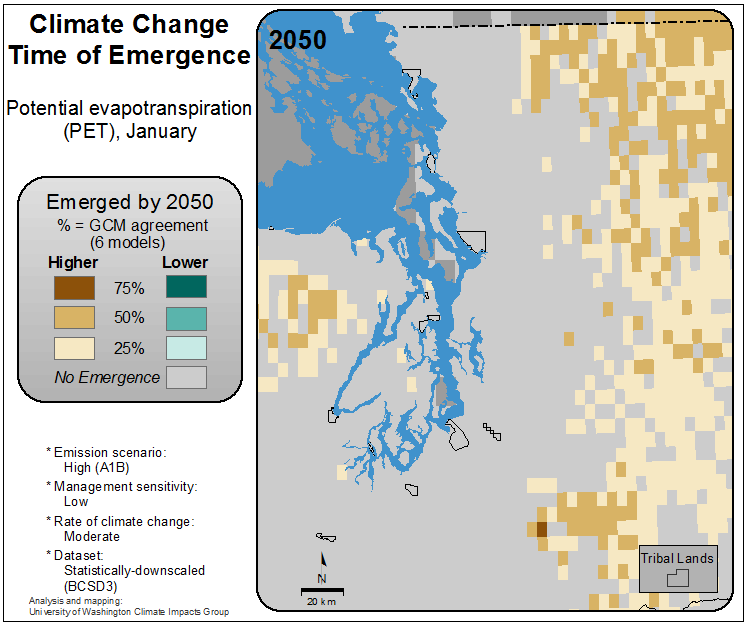 Climate Change
Time of Emergence
Potential evapotranspiration
(PET), January
Emerged by 2050
% = GCM agreement
(6 models)
Higher Lower
75%
50%
25%
No Emergence
* Emission scenario:
High (A1B)
* Management sensitivity:
Low
* Rate of climate change:
Moderate
* Dataset:
Statistically-downscaled
(BCSD3)
Analysis and mapping:
University of Washington Climate Impacts Group
2050
N
20 km
Tribal Lands